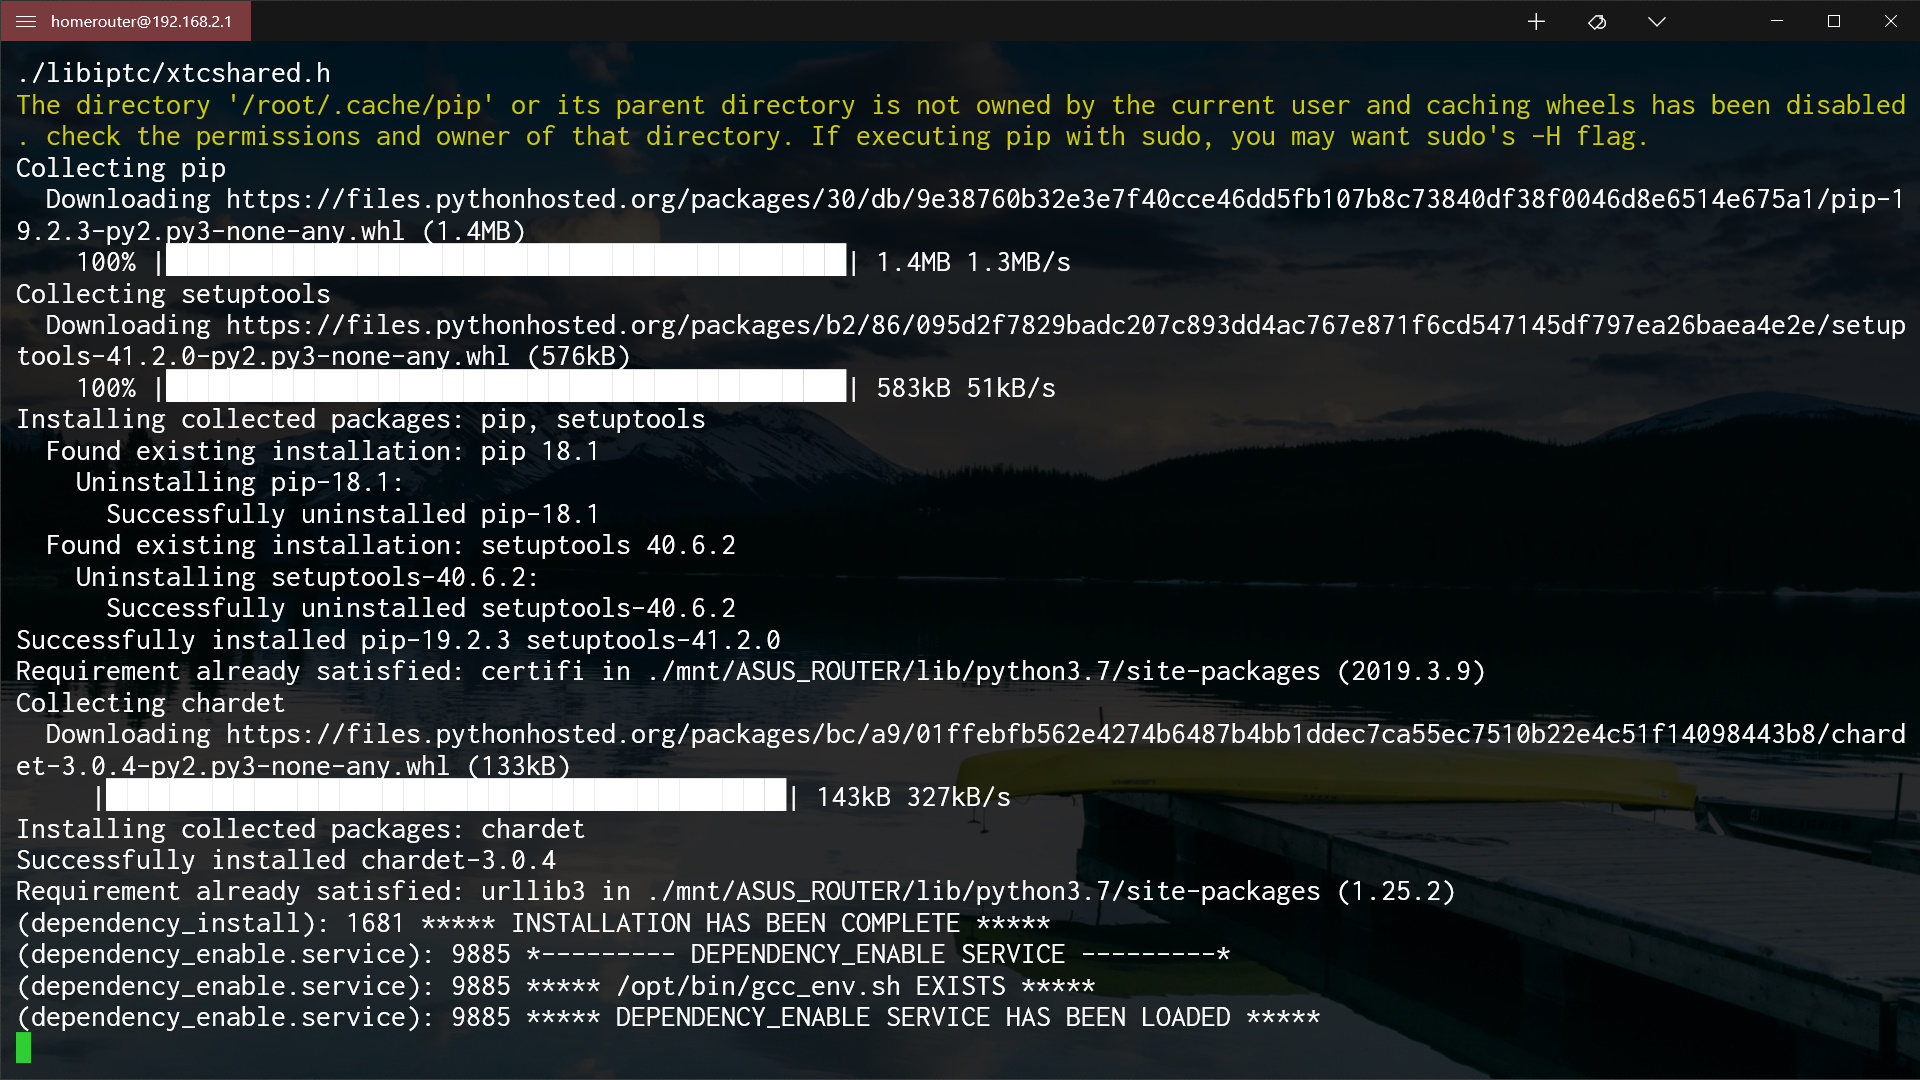 homerouter@192.168.2.1
./libiptc/xtcshared.h
The directory '/root/.cache/pip' or its parent directory is not owned by the current user and caching wheels has been disabled
. check the permissions and owner of that directory. If executing pip with sudo, you may want sudo's -H flag.
Collecting pip
  Downloading https://files.pythonhosted.org/packages/30/db/9e38760b32e3e7f40cce46dd5fb107b8c73840df38f0046d8e6514e675a1/pip-1
9.2.3-py2.py3-none-any.whl (1.4MB)
    100% |████████████████████████████████| 1.4MB 1.3MB/s
Collecting setuptools
  Downloading https://files.pythonhosted.org/packages/b2/86/095d2f7829badc207c893dd4ac767e871f6cd547145df797ea26baea4e2e/setup
tools-41.2.0-py2.py3-none-any.whl (576kB)
    100% |████████████████████████████████| 583kB 51kB/s
Installing collected packages: pip, setuptools
  Found existing installation: pip 18.1
    Uninstalling pip-18.1:
      Successfully uninstalled pip-18.1
  Found existing installation: setuptools 40.6.2
    Uninstalling setuptools-40.6.2:
      Successfully uninstalled setuptools-40.6.2
Successfully installed pip-19.2.3 setuptools-41.2.0
Requirement already satisfied: certifi in ./mnt/ASUS_ROUTER/lib/python3.7/site-packages (2019.3.9)
Collecting chardet
  Downloading https://files.pythonhosted.org/packages/bc/a9/01ffebfb562e4274b6487b4bb1ddec7ca55ec7510b22e4c51f14098443b8/chard
et-3.0.4-py2.py3-none-any.whl (133kB)
     |████████████████████████████████| 143kB 327kB/s
Installing collected packages: chardet
Successfully installed chardet-3.0.4
Requirement already satisfied: urllib3 in ./mnt/ASUS_ROUTER/lib/python3.7/site-packages (1.25.2)
(dependency_install): 1681 ***** INSTALLATION HAS BEEN COMPLETE *****
(dependency_enable.service): 9885 *--------- DEPENDENCY_ENABLE SERVICE ---------*
(dependency_enable.service): 9885 ***** /opt/bin/gcc_env.sh EXISTS *****
(dependency_enable.service): 9885 ***** DEPENDENCY_ENABLE SERVICE HAS BEEN LOADED *****